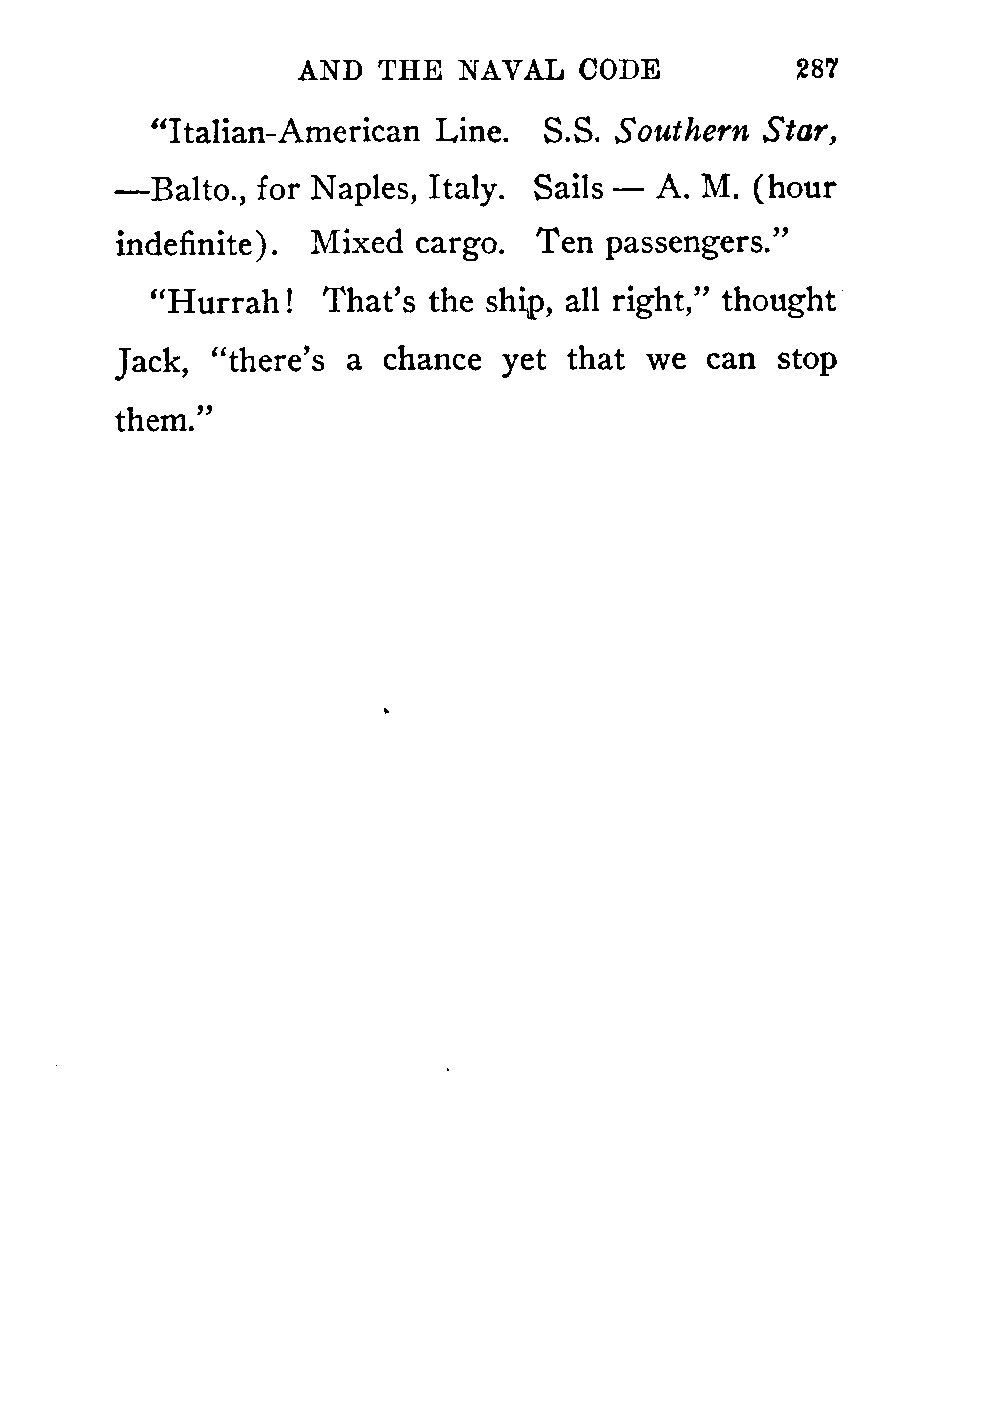 AND THE NAVAL CODE 287
“Italian-American Line. S.S. Southern Star,
—Balto., for Naples, Italy. Sails — A. M. (hour
indefinite). Mixed cargo. Ten passengers.”
“Hurrah! That’s the ship, all right,” thought
Jack, “there’s a chance yet that we can stop
them.”